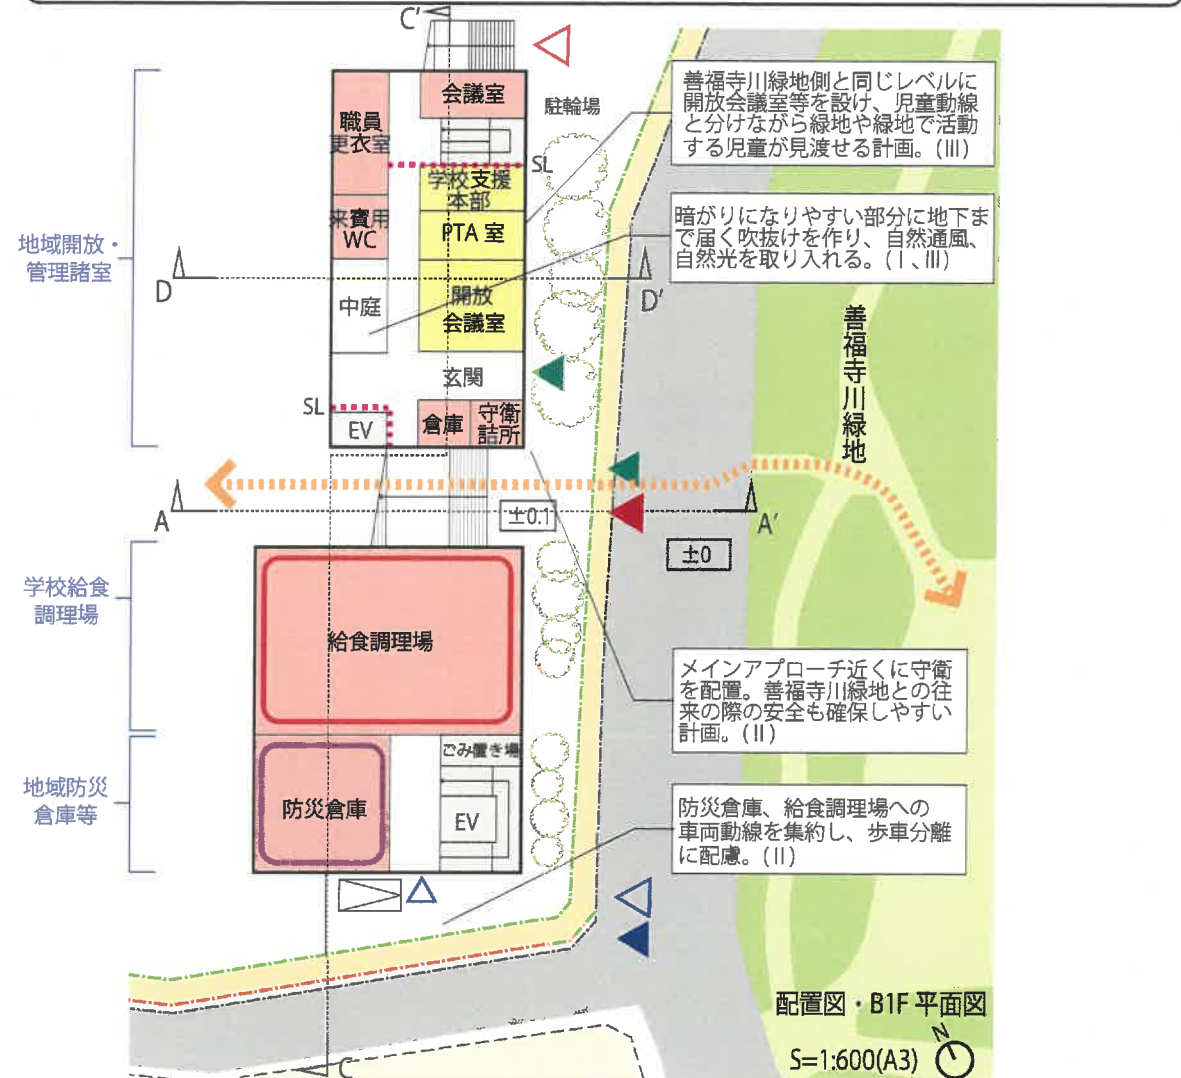 C'
会議室
駐輪場
職員
更衣室
SL
学校支援
本部
来賓用
WC
PTA 室
地域開放・
管理諸室
D
D'
中庭
開放
会議室
玄関
SL
EV
倉庫
守衛
詰所
善福寺川緑地側と同じレベルに
開放会議室等を設け、児童動線
と分けながら緑地や緑地で活動
する児童が見渡せる計画。(III)
暗がりになりやすい部分に地下ま
で届く吹抜けを作り、自然通風、
自然光を取り入れる。(I、III)
善福寺川緑地
A
±0.1
A'
±0
学校給食
調理場
給食調理場
メインアプローチ近くに守衛
を配置。善福寺川緑地との往
来の際の安全も確保しやすい
計画。(II)
地域防災
倉庫等
防災倉庫
ごみ置き場
EV
防災倉庫、給食調理場への
車両動線を集約し、歩車分離
に配慮。(II)
配置図・B1F 平面図
N
S=1:600(A3)
C